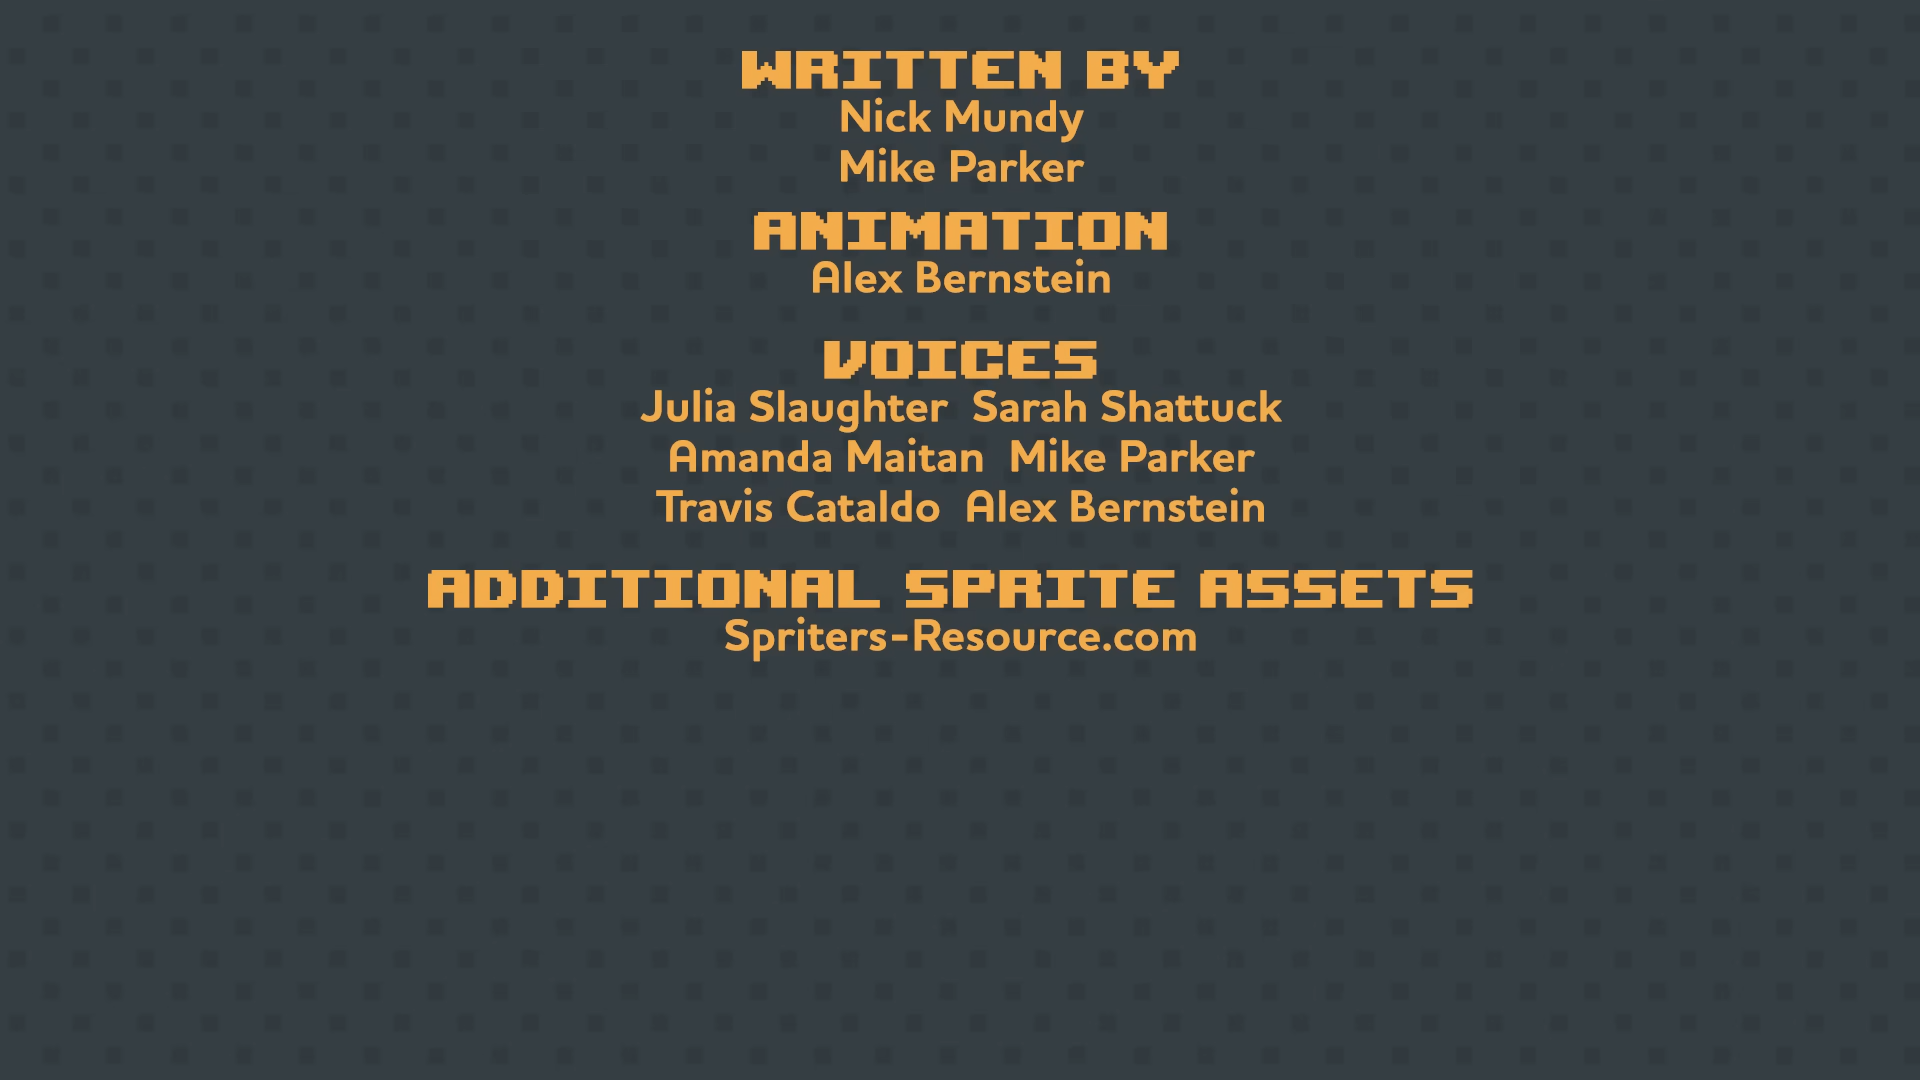 WRITTEN BY
Nick Mundy
Mike Parker
ANIMATION
Alex Bernstein
VOICES
Julia Slaughter  Sarah Shattuck
Amanda Maitan  Mike Parker
Travis Cataldo  Alex Bernstein
ADDITIONAL SPRITE ASSETS
Spriters-Resource.com